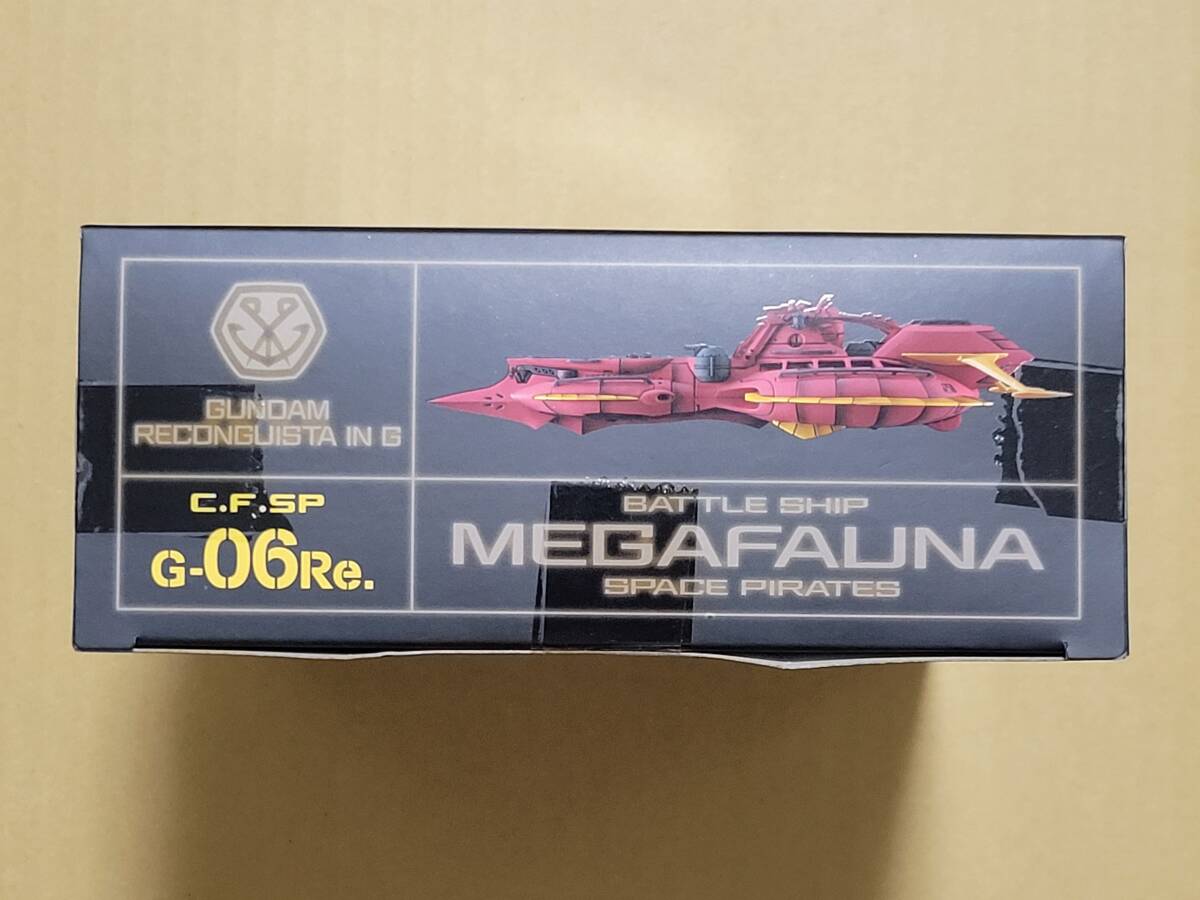 GUNDAM
RECONGUISTA IN G
C.F.SP
G-06Re.
BATTLE SHIP
MEGAFAUNA
SPACE PIRATES